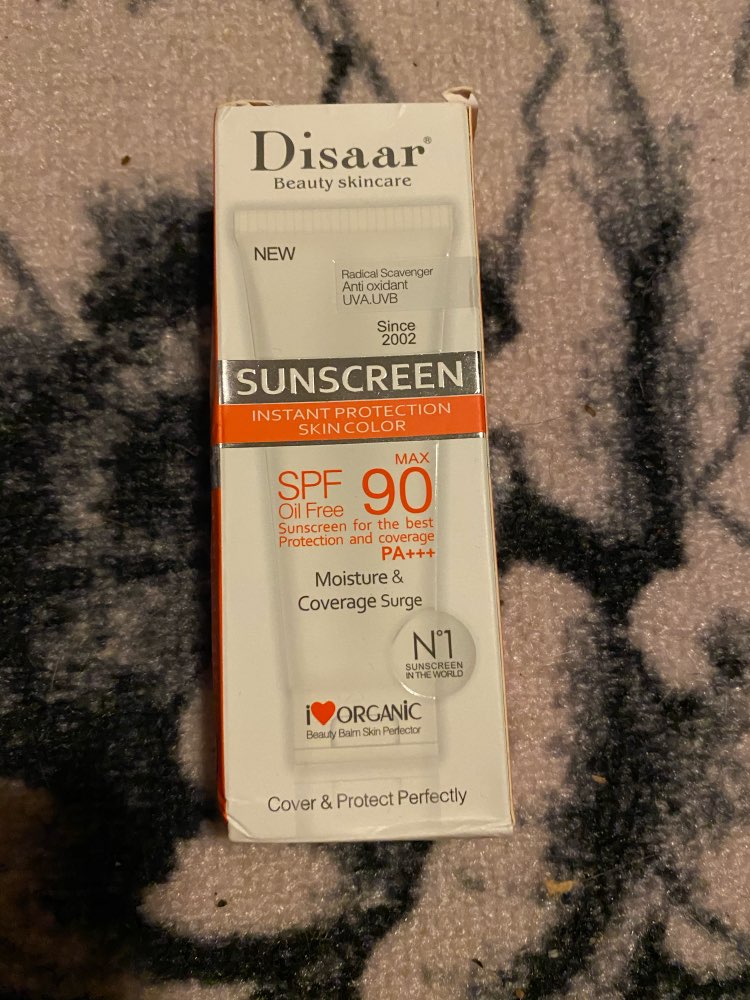 Disaar®
Beauty skincare
NEW
Radical Scavenger
Anti oxidant
UVA.UVB
Since
2002
SUNSCREEN
INSTANT PROTECTION
SKIN COLOR
MAX
SPF 90
Oil Free
Sunscreen for the best
Protection and coverage
PA+++
Moisture &
Coverage Surge
N°1
SUNSCREEN
IN THE WORLD
i❤ORGANiC
Beauty Balm Skin Perfector
Cover & Protect Perfectly